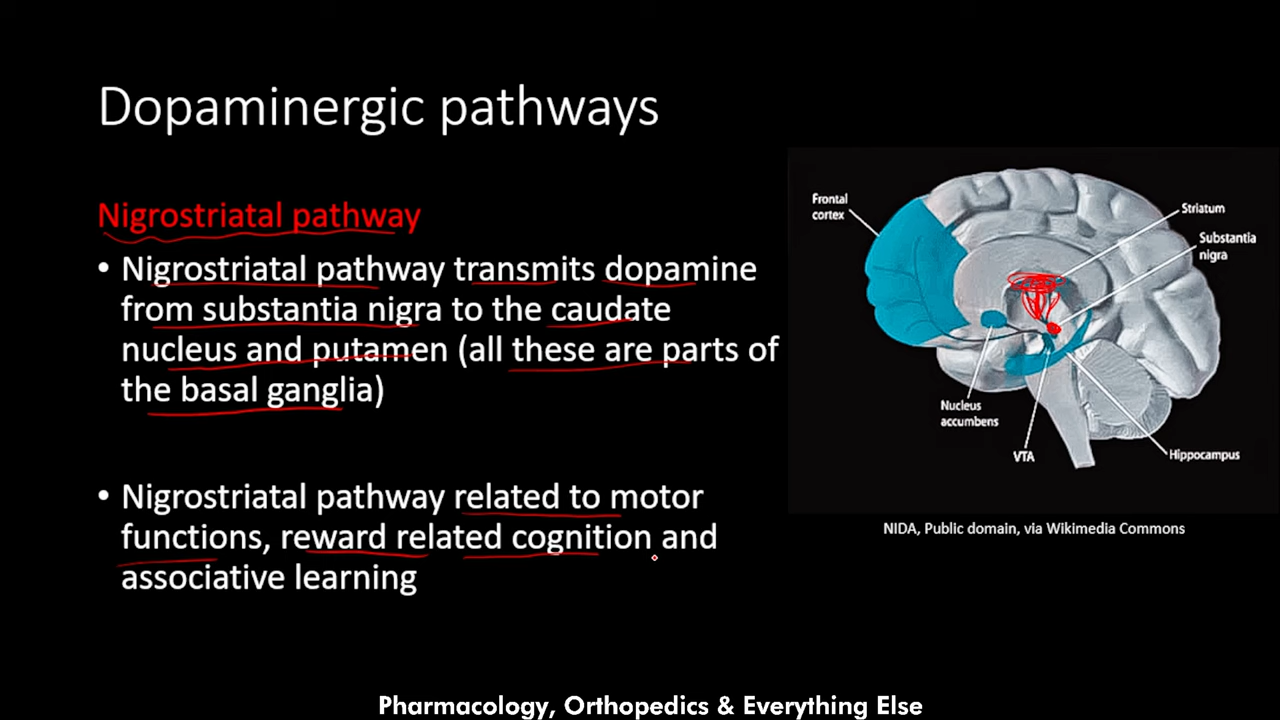 Dopaminergic pathways
Nigrostriatal pathway
• Nigrostriatal pathway transmits dopamine
from substantia nigra to the caudate
nucleus and putamen (all these are parts of
the basal ganglia)
• Nigrostriatal pathway related to motor
functions, reward related cognition and
associative learning
Frontal
cortex
Striatum
Substantia
nigra
Nucleus
accumbens
VTA
Hippocampus
NIDA, Public domain, via Wikimedia Commons
Pharmacology, Orthopedics & Everything Else